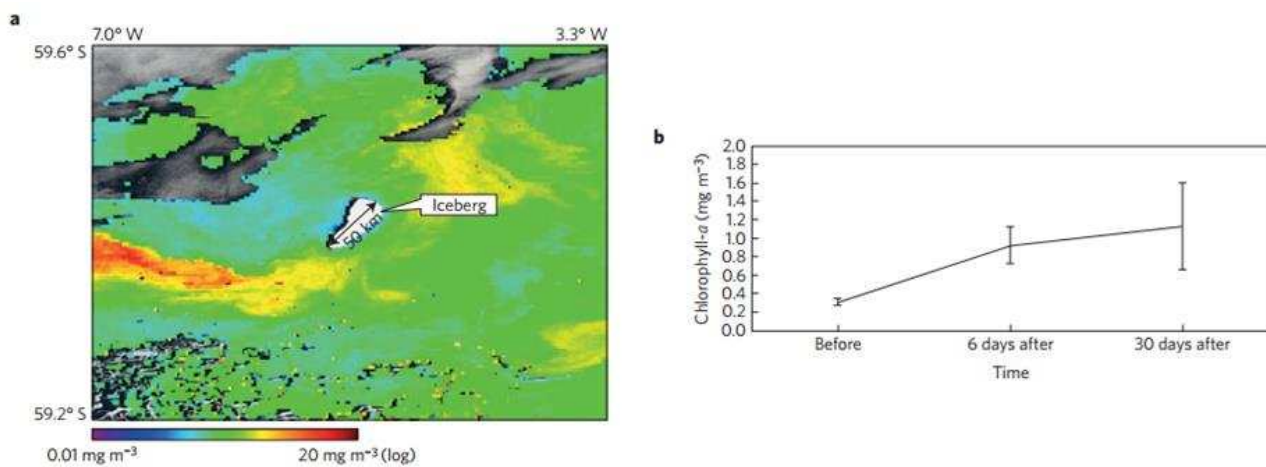 a
7.0° W
3.3° W
59.6° S
Iceberg
50 km
59.2° S
0.01 mg m⁻³
20 mg m⁻³ (log)
b
Chlorophyll-a (mg m⁻³)
2.0
1.8
1.6
1.4
1.2
1.0
0.8
0.6
0.4
0.2
0.0
Before
6 days after
30 days after
Time